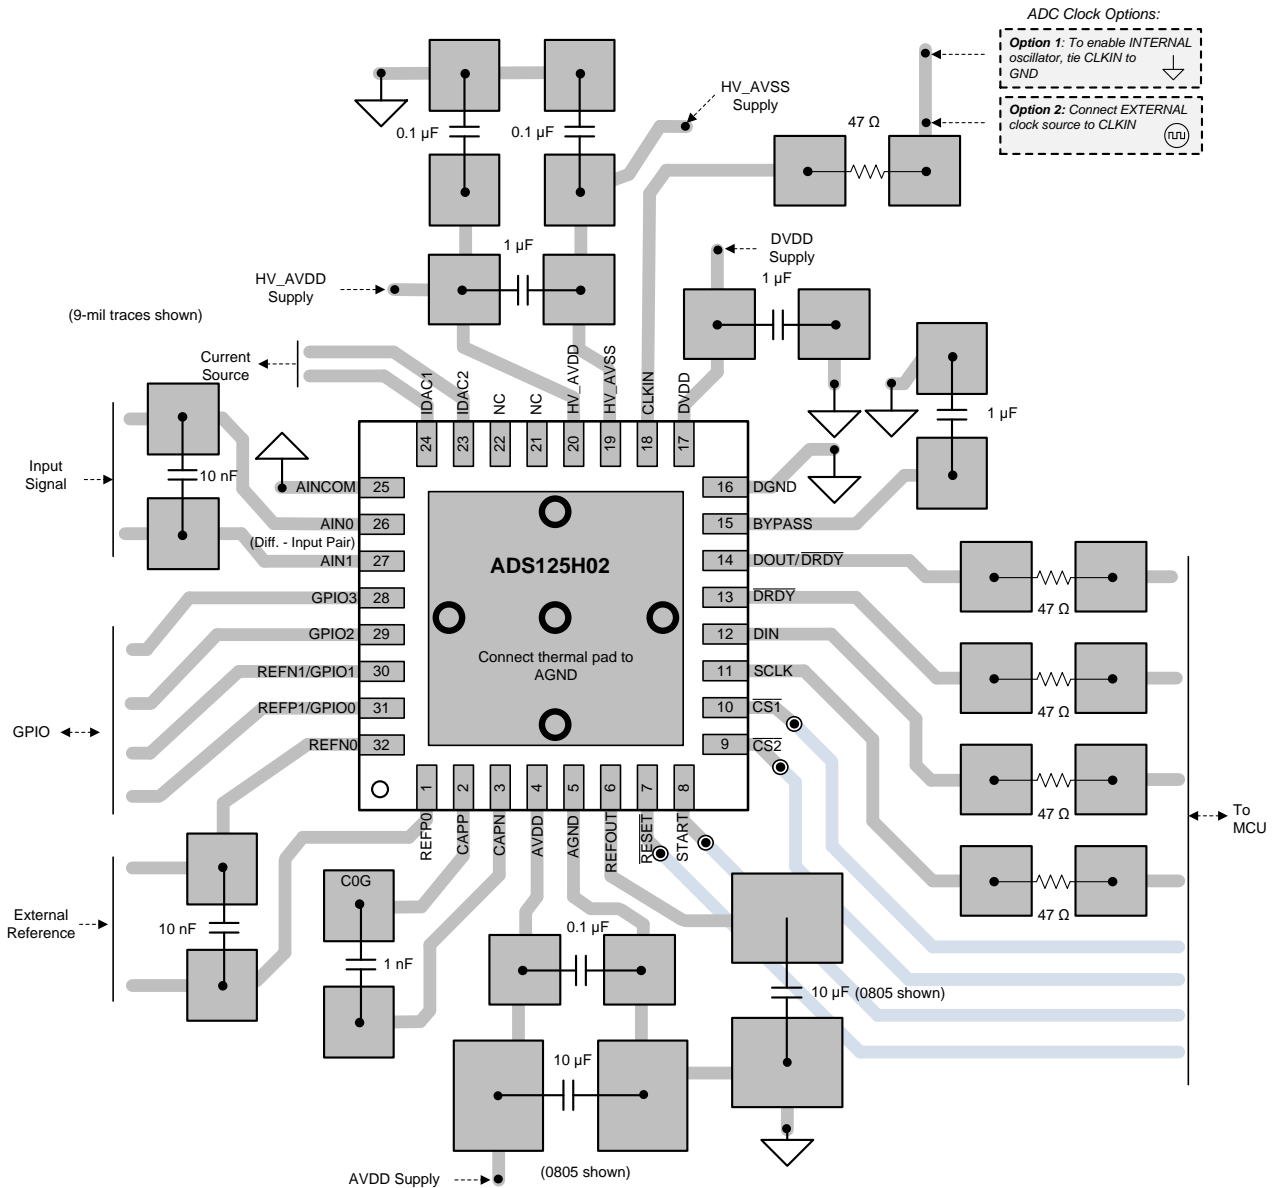 ADC Clock Options:
Option 1: To enable INTERNAL
oscillator, tie CLKIN to
GND
Option 2: Connect EXTERNAL
clock source to CLKIN
HV_AVSS
Supply
47 Ω
0.1 µF
0.1 µF
1 µF
DVDD
Supply
1 µF
HV_AVDD
Supply
(9-mil traces shown)
Current
Source
1 µF
IDAC1
IDAC2
NC
NC
HV_AVDD
HV_AVSS
CLKIN
DVDD
24
23
22
21
20
19
18
17
Input
Signal
10 nF
AINCOM
25
AIN0
26
(Diff. - Input Pair)
AIN1
27
GPIO3
28
GPIO2
29
REFN1/GPIO1
30
REFP1/GPIO0
31
REFN0
32
ADS125H02
Connect thermal pad to
AGND
16
DGND
15
BYPASS
14
DOUT/DRDY
13
DRDY
12
DIN
11
SCLK
10
CS1
9
CS2
47 Ω
47 Ω
47 Ω
47 Ω
GPIO
To
MCU
1
2
3
4
5
6
7
8
REFP0
CAPP
CAPN
AVDD
AGND
REFOUT
RESET
START
External
Reference
10 nF
C0G
1 nF
0.1 µF
10 µF (0805 shown)
10 µF
(0805 shown)
AVDD Supply